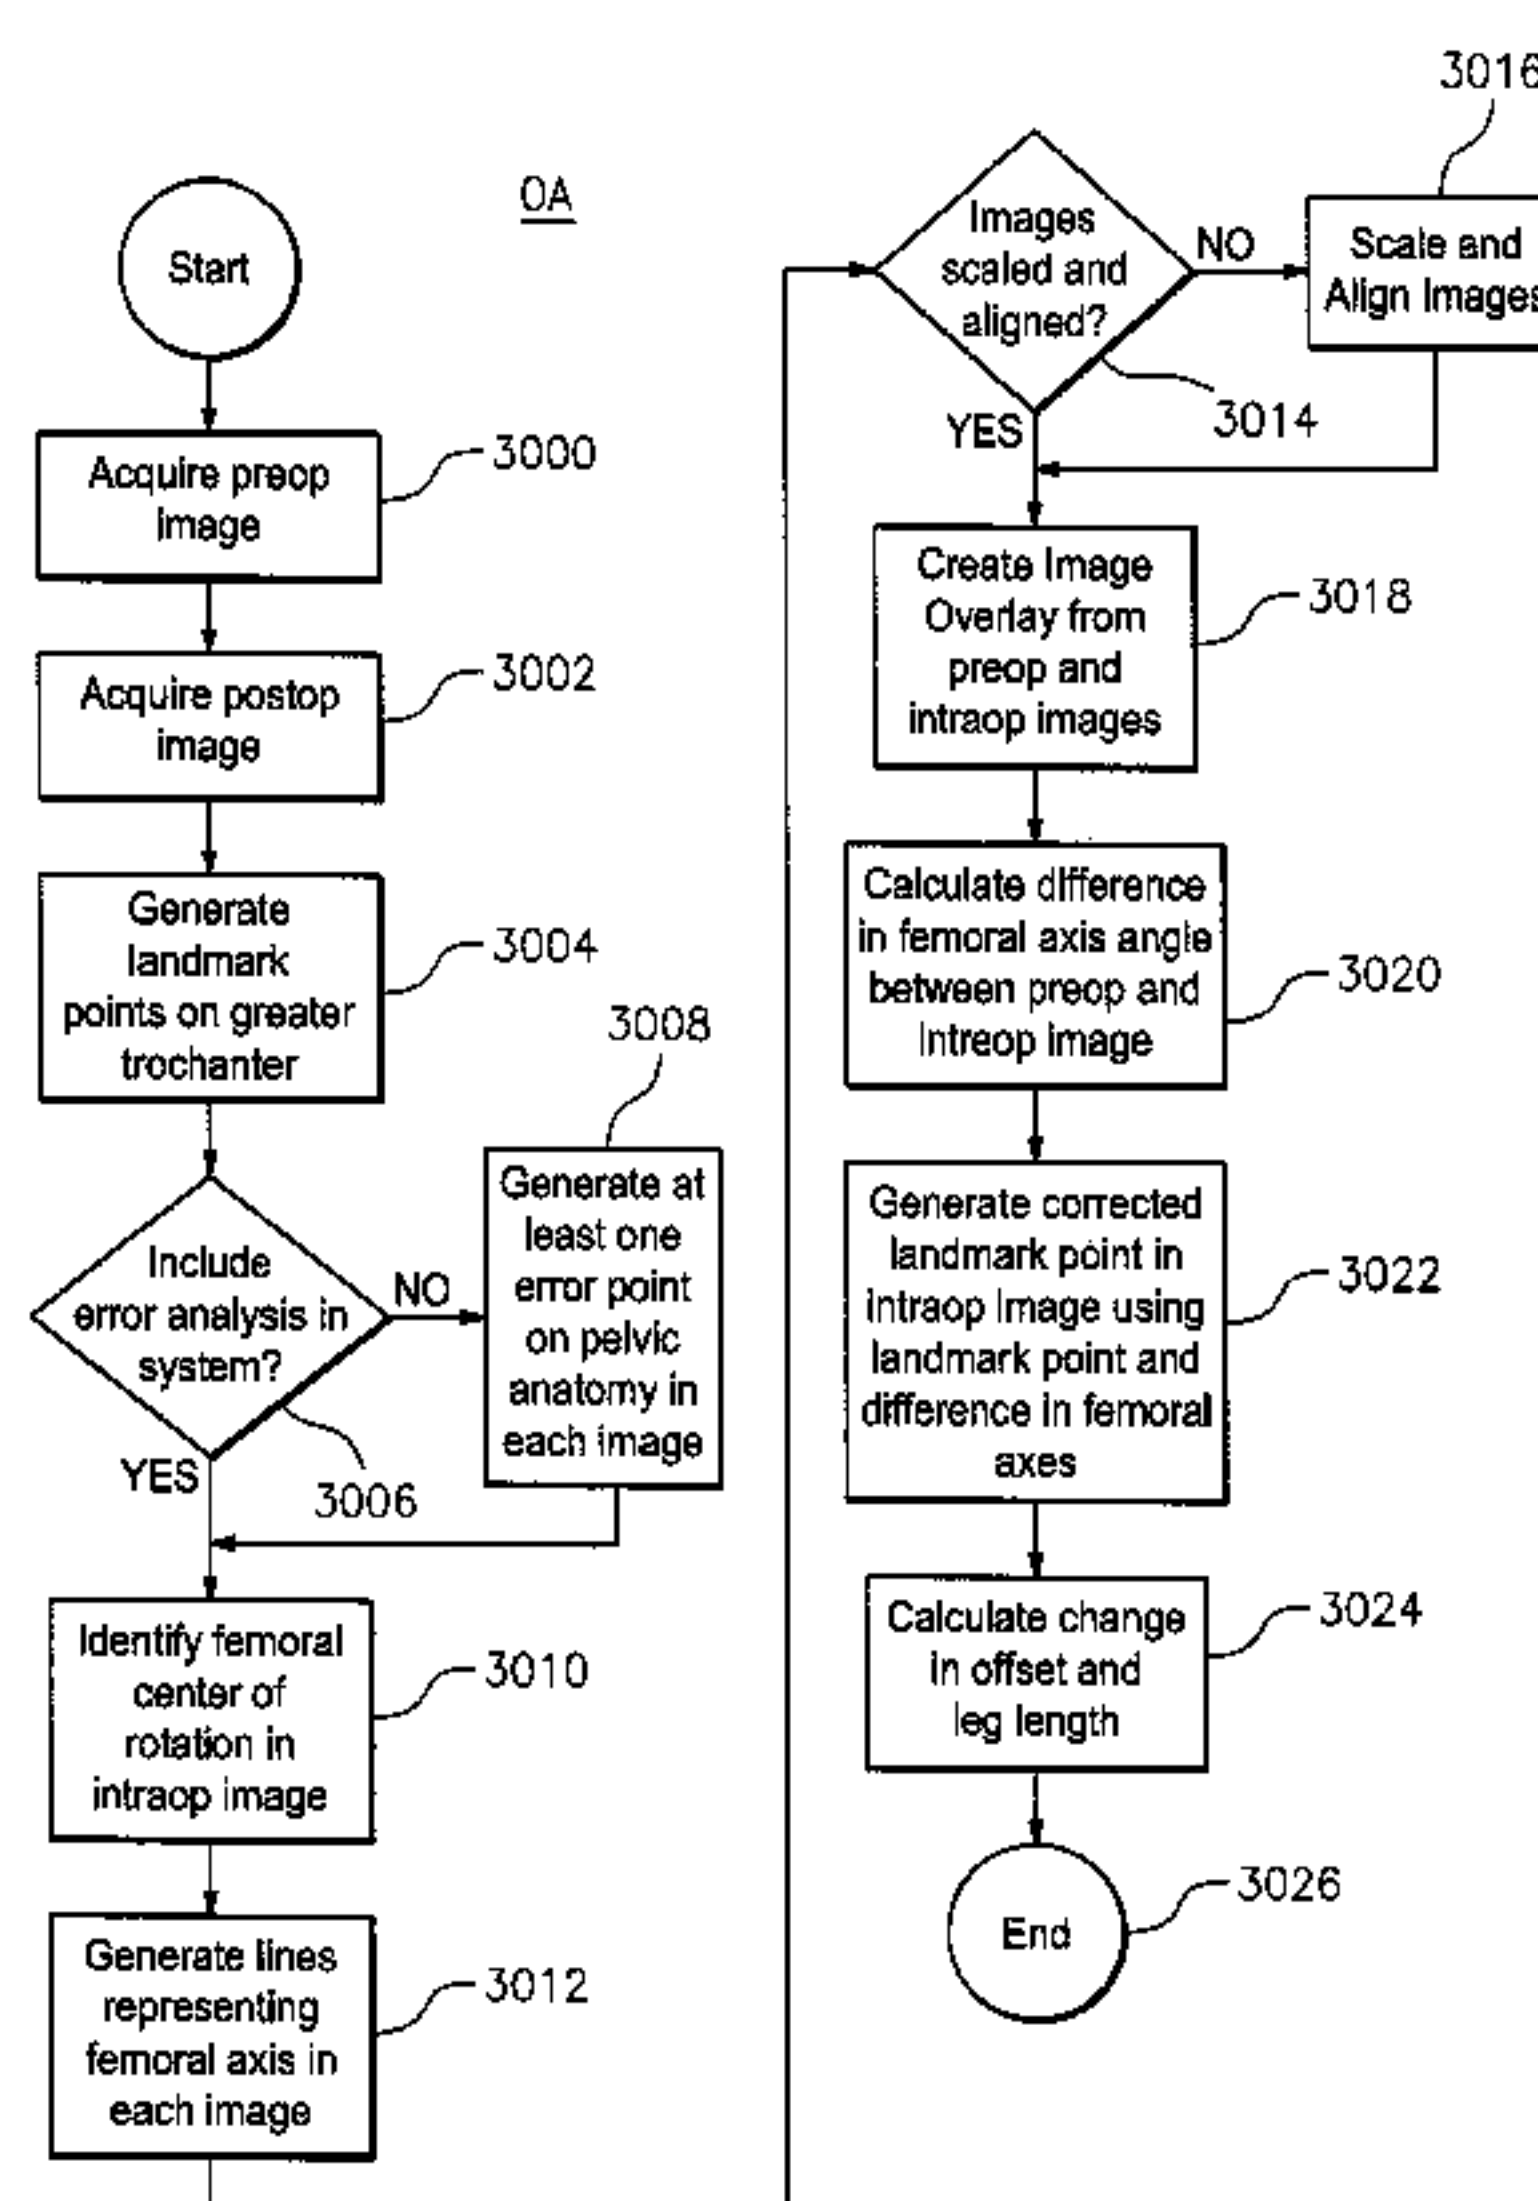 OA
Start
Acquire preop
image
3000
Acquire postop
image
3002
Generate
landmark
points on greater
trochanter
3004
Include
error analysis in
system?
3006
NO
YES
3008
Generate at
least one
error point
on pelvic
anatomy in
each image
Identify femoral
center of
rotation in
intraop image
3010
Generate lines
representing
femoral axis in
each image
3012
Images
scaled and
aligned?
3014
NO
YES
3016
Scale and
Align Images
Create Image
Overlay from
preop and
intraop images
3018
Calculate difference
in femoral axis angle
between preop and
Intreop image
3020
Generate corrected
landmark point in
intraop Image using
landmark point and
difference in femoral
axes
3022
Calculate change
in offset and
leg length
3024
End
3026